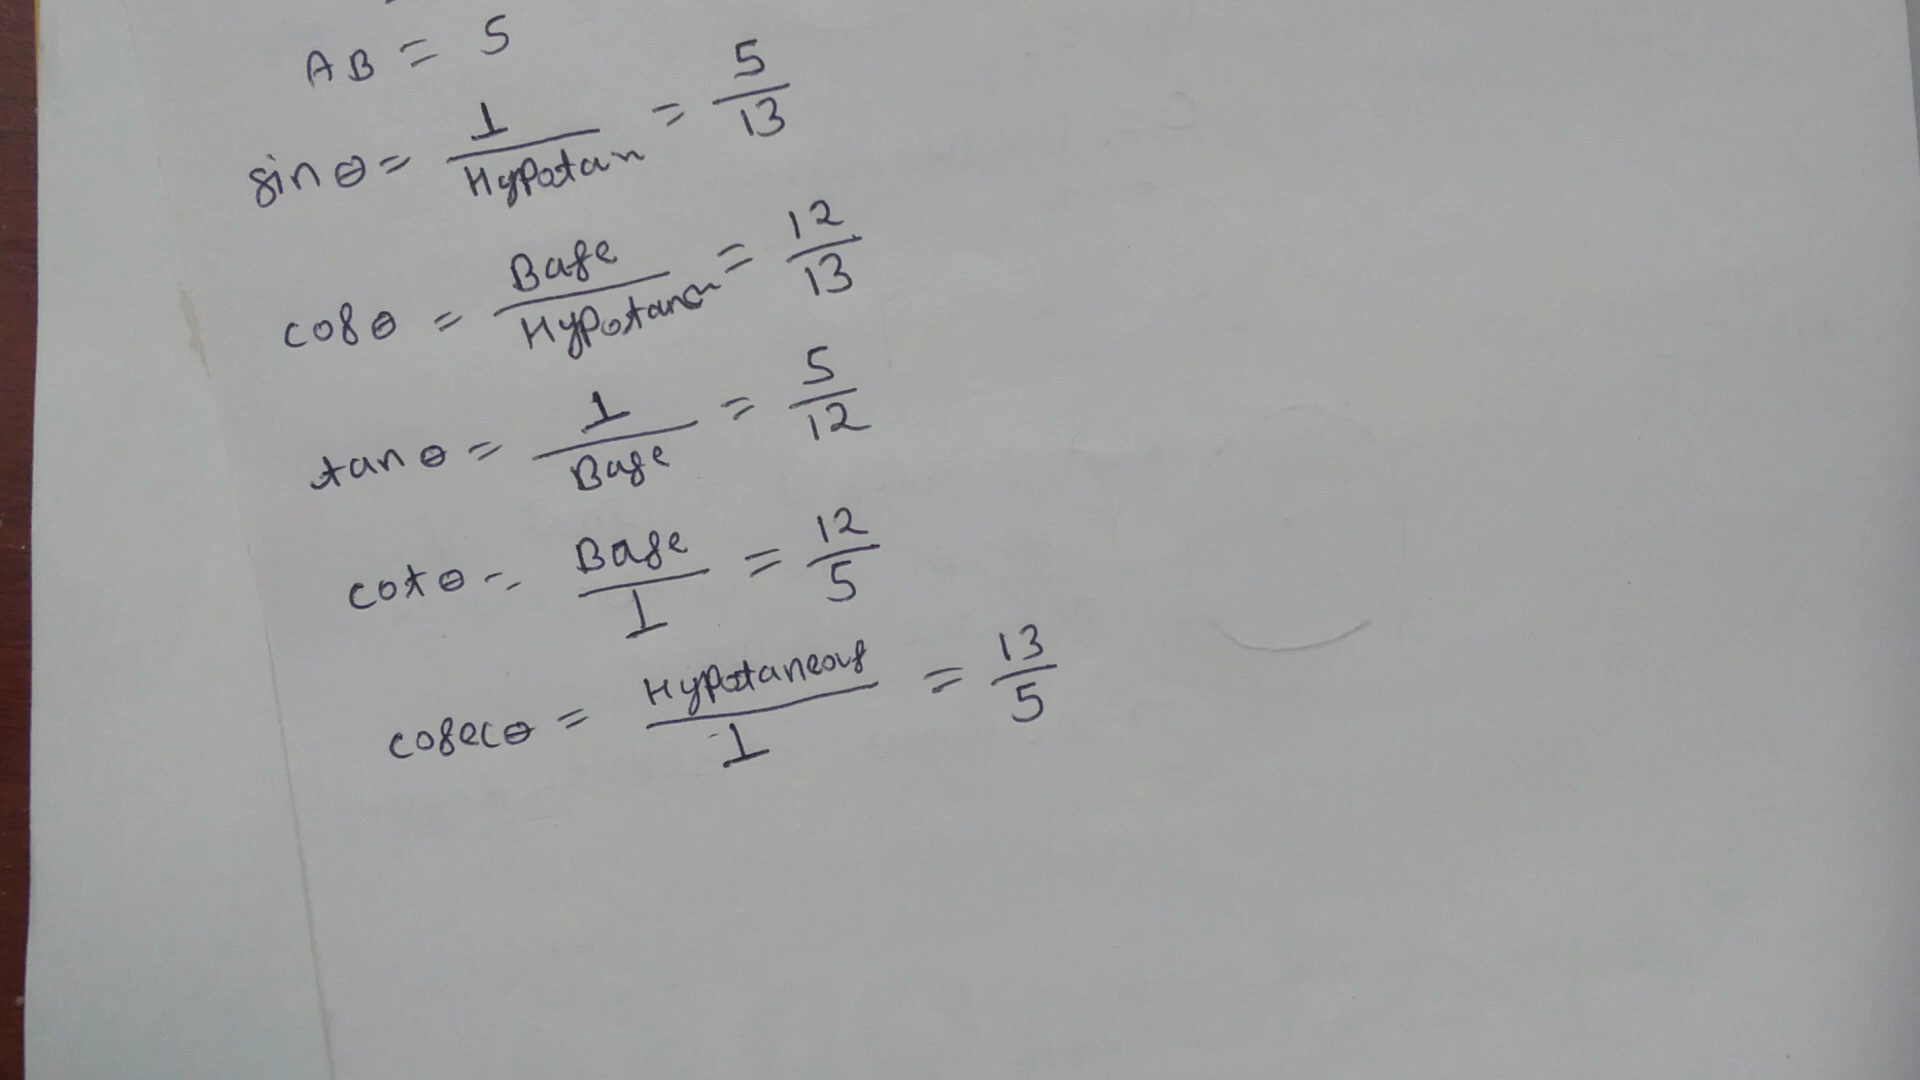 AB = 5
sin θ = ⊥ / Hypotan = 5/13
cos θ = Base / Hypotanc = 12/13
tan θ = ⊥ / Base = 5/12
cot θ = Base / ⊥ = 12/5
cosec θ = Hypotaneous / ⊥ = 13/5